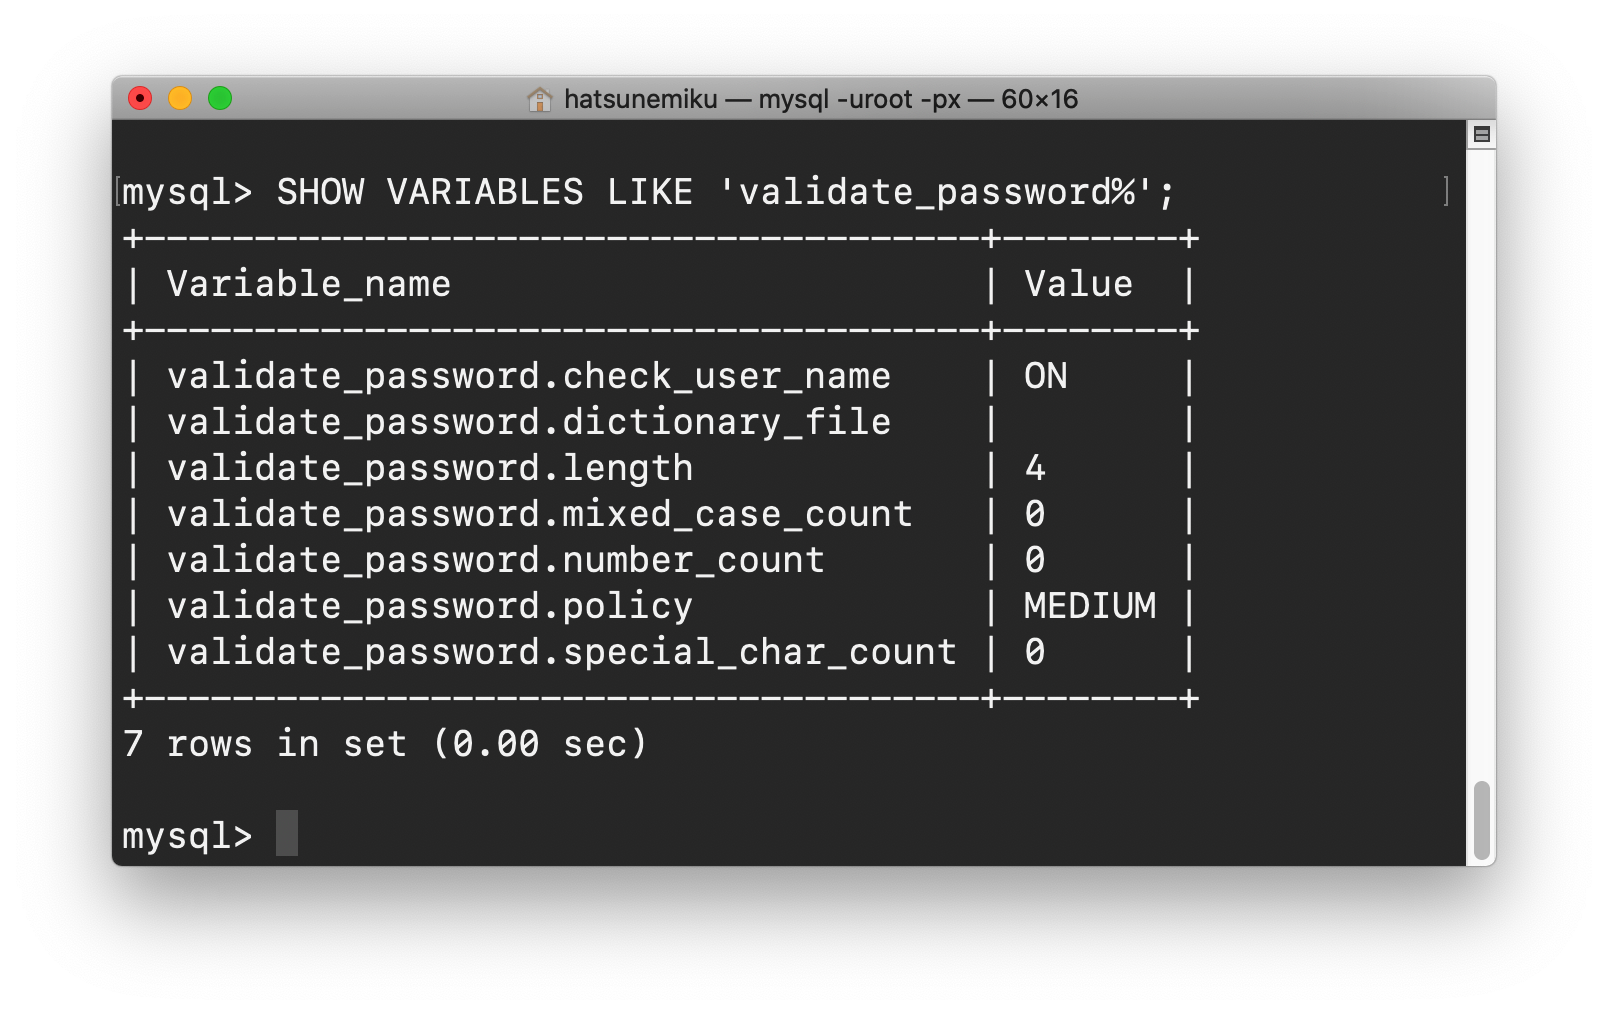 hatsunemiku — mysql -uroot -px — 60×16
mysql> SHOW VARIABLES LIKE 'validate_password%';
+--------------------------------------+--------+
| Variable_name                        | Value  |
+--------------------------------------+--------+
| validate_password.check_user_name    | ON     |
| validate_password.dictionary_file    |        |
| validate_password.length             | 4      |
| validate_password.mixed_case_count   | 0      |
| validate_password.number_count       | 0      |
| validate_password.policy             | MEDIUM |
| validate_password.special_char_count | 0      |
+--------------------------------------+--------+
7 rows in set (0.00 sec)
mysql>